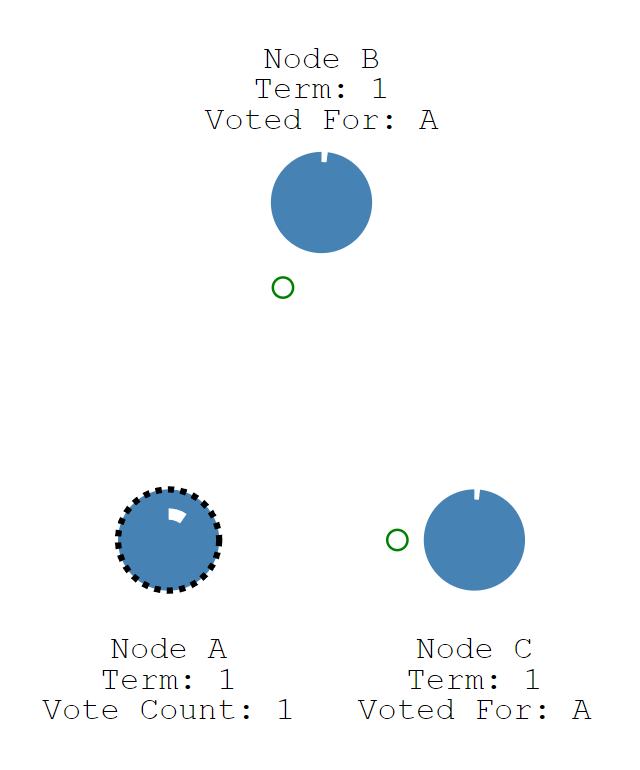 Node B
Term: 1
Voted For: A
Node A
Term: 1
Vote Count: 1
Node C
Term: 1
Voted For: A